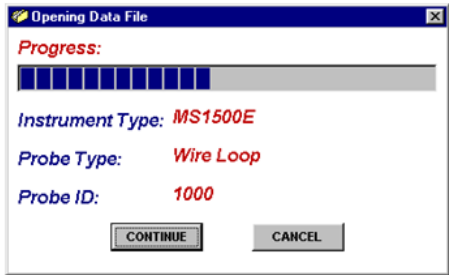 Opening Data File
Progress:
Instrument Type: MS1500E
Probe Type: Wire Loop
Probe ID: 1000
CONTINUE CANCEL